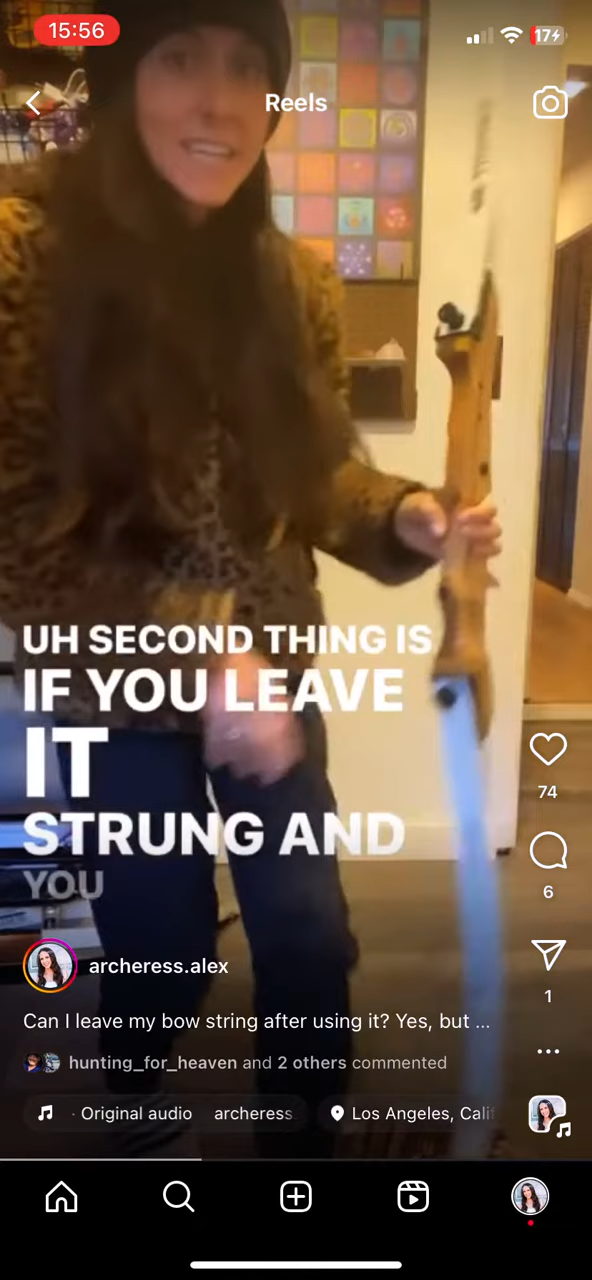 15:56
17
Reels
UH SECOND THING IS
IF YOU LEAVE
IT
STRUNG AND
YOU
74
6
1
archeress.alex
Can I leave my bow string after using it? Yes, but ...
hunting_for_heaven and 2 others commented
· Original audio archeress. Los Angeles, Calif